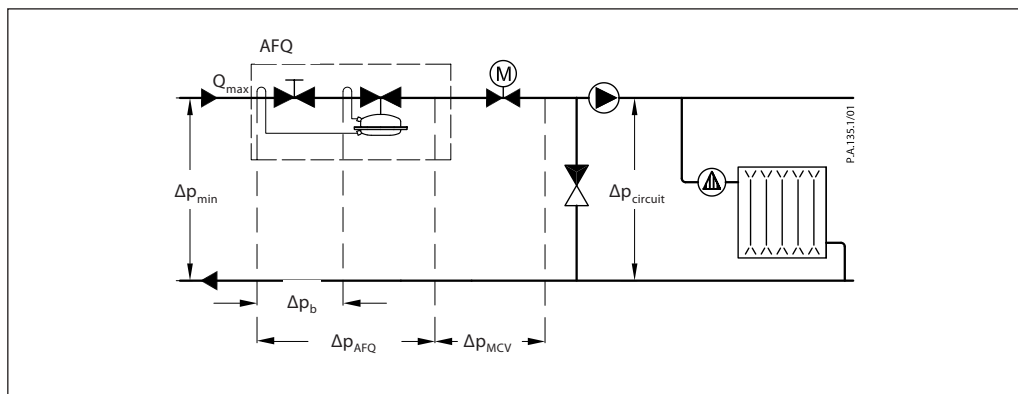 AFQ
M
Qmax
Δpmin
Δpcircuit
P.A.135.1/01
Δpb
ΔpAFQ
ΔpMCV